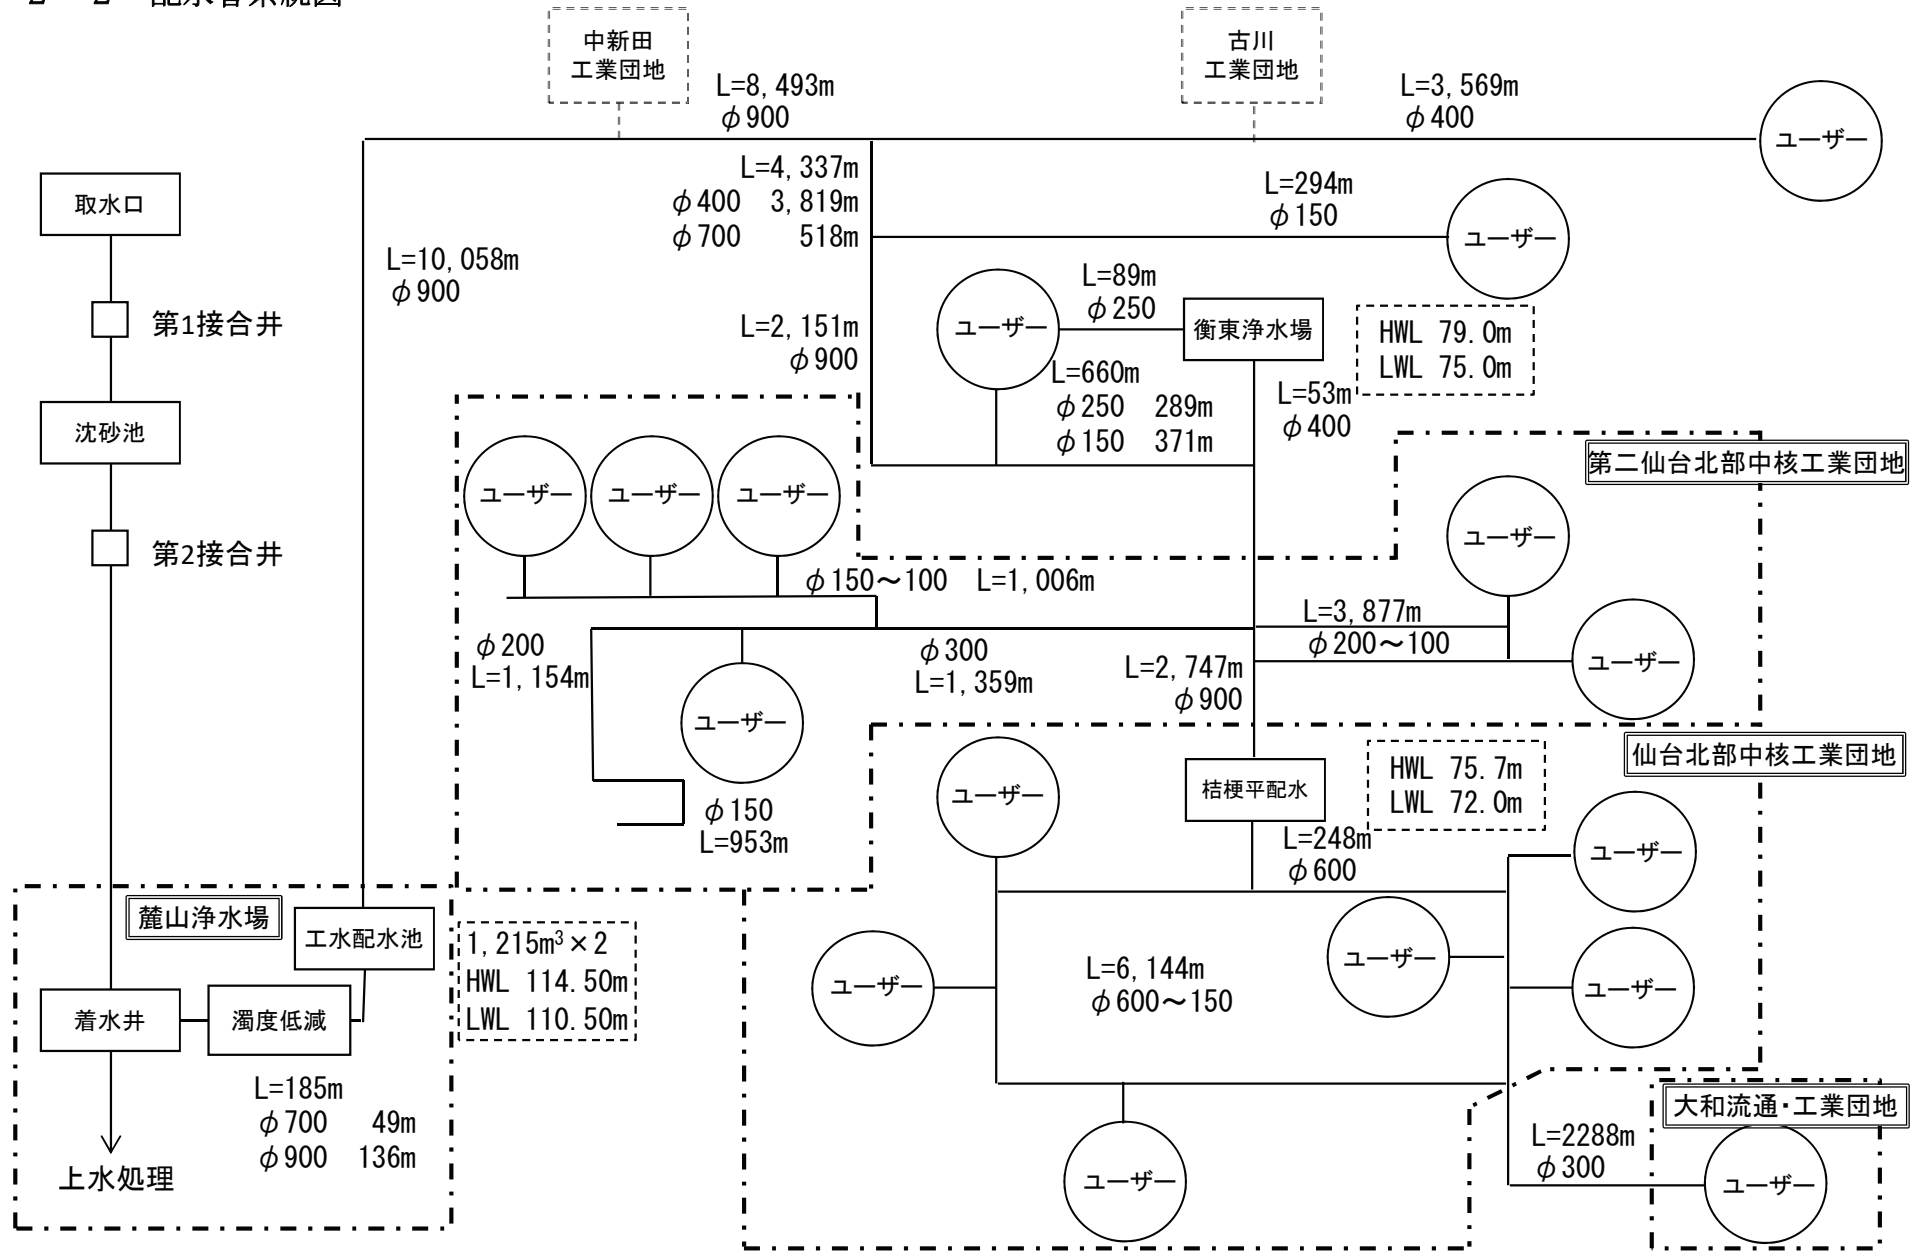 2－2 配水管系統図
中新田
工業団地
古川
工業団地
L=8,493m
φ900
L=3,569m
φ400
ユーザー
取水口
L=4,337m
φ400 3,819m
φ700 518m
L=294m
φ150
ユーザー
L=10,058m
φ900
第1接合井
L=2,151m
φ900
ユーザー
L=89m
φ250
衡東浄水場
HWL 79.0m
LWL 75.0m
L=660m
φ250 289m
φ150 371m
L=53m
φ400
沈砂池
第二仙台北部中核工業団地
ユーザー
ユーザー
ユーザー
ユーザー
第2接合井
φ150～100 L=1,006m
L=3,877m
φ200～100
ユーザー
φ200
L=1,154m
φ300
L=1,359m
L=2,747m
φ900
ユーザー
仙台北部中核工業団地
ユーザー
桔梗平配水
HWL 75.7m
LWL 72.0m
φ150
L=953m
L=248m
φ600
ユーザー
麓山浄水場
工水配水池
1,215m³×2
HWL 114.50m
LWL 110.50m
ユーザー
L=6,144m
φ600～150
ユーザー
ユーザー
着水井
濁度低減
L=185m
φ700 49m
φ900 136m
上水処理
大和流通・工業団地
L=2288m
φ300
ユーザー
ユーザー